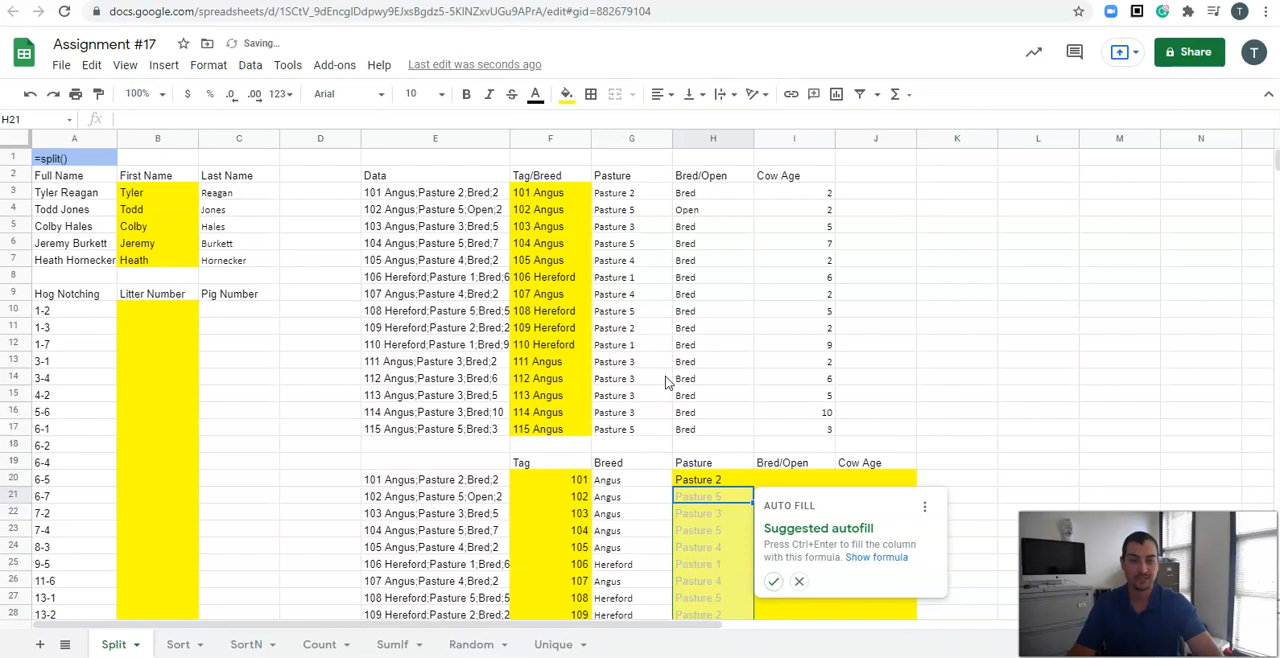 docs.google.com/spreadsheets/d/1SCtV_9dEncglDdpwy9EJxsBgdz5-5KlNZxvUGu9APrA/edit#gid=882679104
T
Assignment #17
Saving...
File Edit View Insert Format Data Tools Add-ons Help Last edit was seconds ago
Share
T
100% $ % .0 .00 123 Arial 10 B I S A
H21 fx
A B C D E F G H I J K L M N
1 =split()
2 Full Name First Name Last Name Data Tag/Breed Pasture Bred/Open Cow Age
3 Tyler Reagan Tyler Reagan 101 Angus;Pasture 2;Bred;2 101 Angus Pasture 2 Bred 2
4 Todd Jones Todd Jones 102 Angus;Pasture 5;Open;2 102 Angus Pasture 5 Open 2
5 Colby Hales Colby Hales 103 Angus;Pasture 3;Bred;5 103 Angus Pasture 3 Bred 5
6 Jeremy Burkett Jeremy Burkett 104 Angus;Pasture 5;Bred;7 104 Angus Pasture 5 Bred 7
7 Heath Hornecker Heath Hornecker 105 Angus;Pasture 4;Bred;2 105 Angus Pasture 4 Bred 2
8 106 Hereford;Pasture 1;Bred;6 106 Hereford Pasture 1 Bred 6
9 Hog Notching Litter Number Pig Number 107 Angus;Pasture 4;Bred;2 107 Angus Pasture 4 Bred 2
10 1-2 108 Hereford;Pasture 5;Bred;5 108 Hereford Pasture 5 Bred 5
11 1-3 109 Hereford;Pasture 2;Bred;2 109 Hereford Pasture 2 Bred 2
12 1-7 110 Hereford;Pasture 1;Bred;9 110 Hereford Pasture 1 Bred 9
13 3-1 111 Angus;Pasture 3;Bred;2 111 Angus Pasture 3 Bred 2
14 3-4 112 Angus;Pasture 3;Bred;6 112 Angus Pasture 3 Bred 6
15 4-2 113 Angus;Pasture 3;Bred;5 113 Angus Pasture 3 Bred 5
16 5-6 114 Angus;Pasture 3;Bred;10 114 Angus Pasture 3 Bred 10
17 6-1 115 Angus;Pasture 5;Bred;3 115 Angus Pasture 5 Bred 3
18 6-2
19 6-4 Tag Breed Pasture Bred/Open Cow Age
20 6-5 101 Angus;Pasture 2;Bred;2 101 Angus Pasture 2
21 6-7 102 Angus;Pasture 5;Open;2 102 Angus Pasture 5
22 7-2 103 Angus;Pasture 3;Bred;5 103 Angus Pasture 3
23 7-4 104 Angus;Pasture 5;Bred;7 104 Angus Pasture 5
24 8-3 105 Angus;Pasture 4;Bred;2 105 Angus Pasture 4
25 9-5 106 Hereford;Pasture 1;Bred;6 106 Hereford Pasture 1
26 11-6 107 Angus;Pasture 4;Bred;2 107 Angus Pasture 4
27 13-1 108 Hereford;Pasture 5;Bred;5 108 Hereford Pasture 5
28 13-2 109 Hereford;Pasture 2;Bred;2 109 Hereford Pasture 2
AUTO FILL
Suggested autofill
Press Ctrl+Enter to fill the column
with this formula. Show formula
Split Sort SortN Count SumIf Random Unique